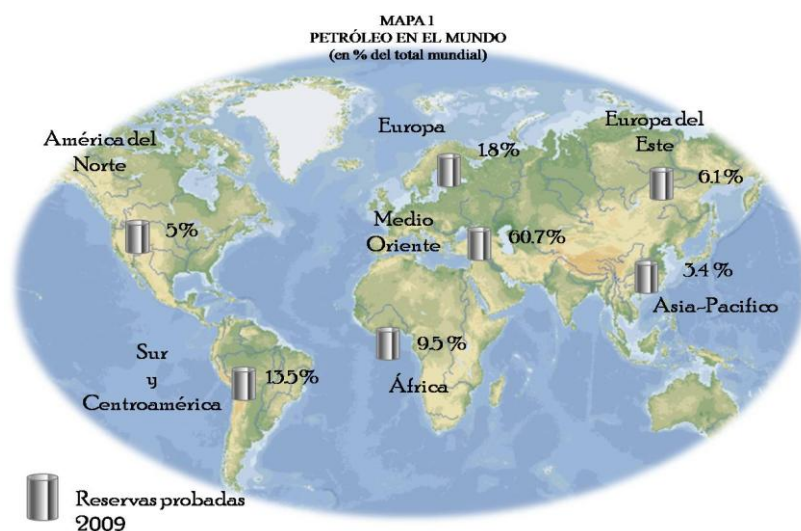 MAPA 1
PETRÓLEO EN EL MUNDO
(en % del total mundial)
América del
Norte
5%
Europa
1.8%
Europa del
Este
6.1%
Medio
Oriente
60.7%
3.4%
Asia-Pacifico
Sur
y
Centroamérica
13.5%
9.5%
África
Reservas probadas
2009